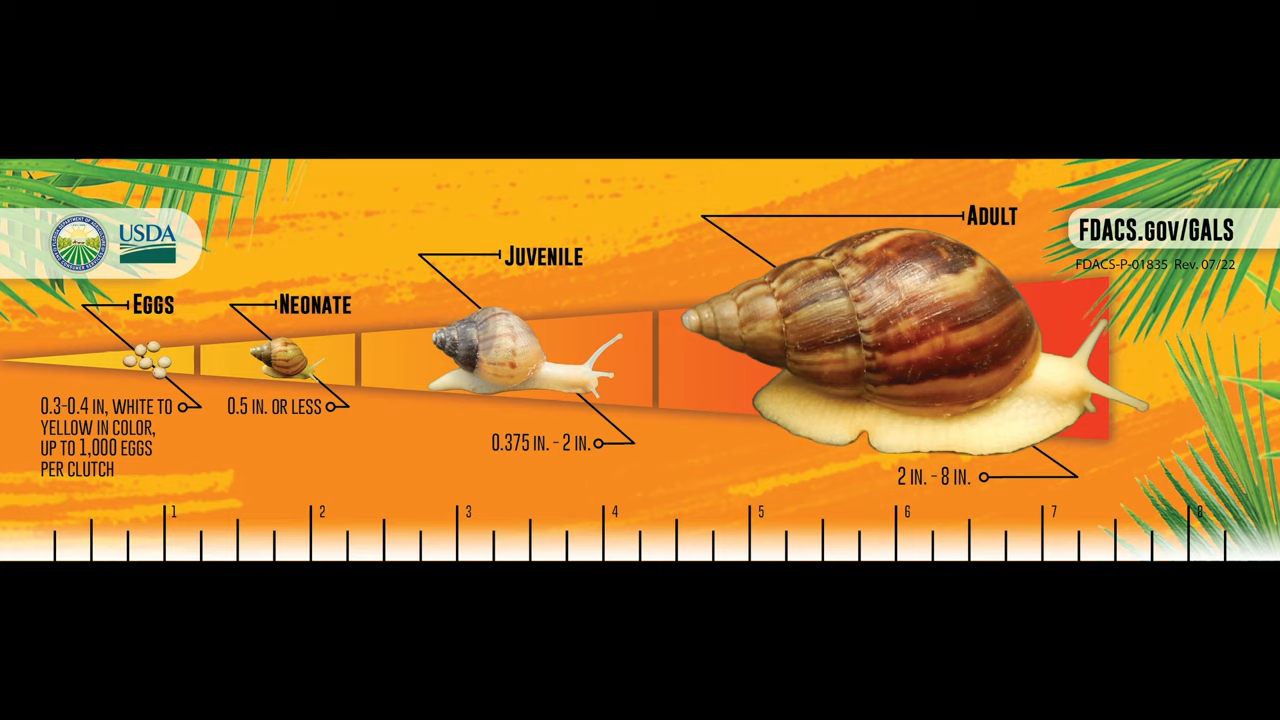 USDA
FDACS.gov/GALS
FDACS-P-01835 Rev. 07/22
EGGS
NEONATE
JUVENILE
ADULT
0.3-0.4 IN, WHITE TO
YELLOW IN COLOR,
UP TO 1,000 EGGS
PER CLUTCH
0.5 IN. OR LESS
0.375 IN. - 2 IN.
2 IN. - 8 IN.
1 2 3 4 5 6 7 8